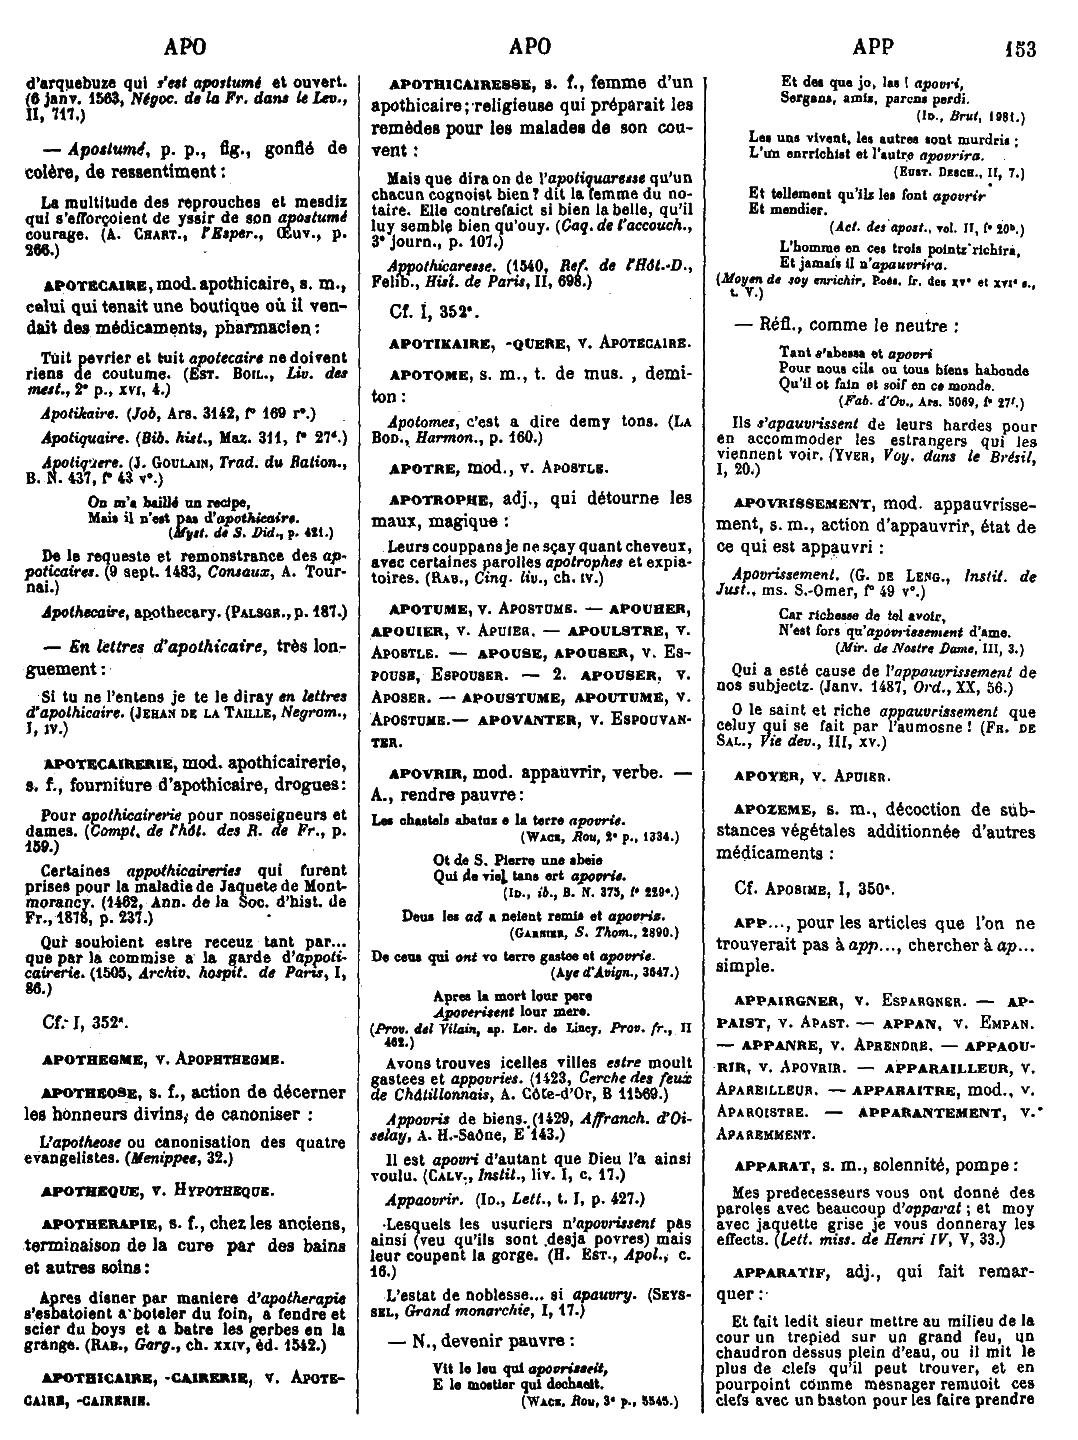 APO
APO
APP
153
d'arquebuze qui s'est apostumé et ouvert.
(6 janv. 1563, Négoc. de la Fr. dans le Lev.,
II, 717.)
— Apostumé, p. p., fig., gonflé de
colère, de ressentiment :
La multitude des reprouches et mesdiz
qui s'efforçoient de yssir de son apostumé
courage. (A. CHART., l'Esper., Œuv., p.
266.)
APOTECAIRE, mod. apothicaire, s. m.,
celui qui tenait une boutique où il ven-
dait des médicaments, pharmacien :
Tuit pevrier et tuit apotecaire ne doivent
riens de coutume. (EST. BOIL., Liv. des
mest., 2e p., XVI, 4.)
Apotikaire. (Job, Ars. 3142, fo 169 ro.)
Apotiquaire. (Bib. hist., Maz. 311, fo 27d.)
Apotiquere. (J. GOULAIN, Trad. du Ration.,
B. N. 437, fo 43 vo.)
On m'a baillé un recipe,
Mais il n'est pas d'apothicaire.
(Myst. de S. Did., p. 421.)
De le requeste et remonstrance des ap-
poticaires. (9 sept. 1483, Consaux, A. Tour-
nai.)
Apothecaire, apothecary. (PALSGR., p. 187.)
— En lettres d'apothicaire, très lon-
guement :
Si tu ne l'entens je te le diray en lettres
d'apothicaire. (JEHAN DE LA TAILLE, Negrom.,
I, IV.)
APOTECAIRERIE, mod. apothicairerie,
s. f., fourniture d'apothicaire, drogues :
Pour apothicairerie pour nosseigneurs et
dames. (Compt. de l'hôt. des R. de Fr., p.
159.)
Certaines appothicaireries qui furent
prises pour la maladie de Jaquete de Mont-
morancy. (1462, Ann. de la Soc. d'hist. de
Fr., 1878, p. 237.)
Qui souloient estre receuz tant par...
que par la commise a la garde d'appoti-
cairerie. (1505, Archiv. hospit. de Paris, I,
86.)
Cf. I, 352a.
APOTHEGME, V. APOPHTHEGME.
APOTHEOSE, s. f., action de décerner
les honneurs divins, de canoniser :
L'apotheose ou canonisation des quatre
evangelistes. (Menippee, 32.)
APOTHEQUE, V. HYPOTHEQUE.
APOTHERAPIE, s. f., chez les anciens,
terminaison de la cure par des bains
et autres soins :
Apres disner par maniere d'apotherapie
s'esbatoient a boteler du foin, a fendre et
scier du boys et a batre les gerbes en la
grange. (RAB., Garg., ch. XXIV, éd. 1542.)
APOTHICAIRE, -CAIRERIE, V. APOTE-
CAIRE, -CAIRERIE.
APOTHICAIRESSE, s. f., femme d'un
apothicaire; religieuse qui préparait les
remèdes pour les malades de son cou-
vent :
Mais que dira on de l'apotiquaresse qu'un
chacun cognoist bien ? dit la femme du no-
taire. Elle contrefaict si bien la belle, qu'il
luy semble bien qu'ouy. (Caq. de l'accouch.,
3e journ., p. 107.)
Appothicaresse. (1540, Ref. de l'Hôt.-D.,
Felib., Hist. de Paris, II, 698.)
Cf. I, 352a.
APOTIKAIRE, -QUERE, V. APOTECAIRE.
APOTOME, s. m., t. de mus. , demi-
ton :
Apotomes, c'est a dire demy tons. (LA
BOD., Harmon., p. 160.)
APOTRE, mod., V. APOSTLE.
APOTROPHE, adj., qui détourne les
maux, magique :
Leurs couppans je ne sçay quant cheveux,
avec certaines parolles apotrophes et expia-
toires. (RAB., Cinq. liv., ch. IV.)
APOTUME, V. APOSTUME. — APOUHER,
APOUIER, V. APUIER. — APOULSTRE, V.
APOSTLE. — APOUSE, APOUSER, V. ES-
POUSE, ESPOUSER. — 2. APOUSER, V.
APOSER. — APOUSTUME, APOUTUME, V.
APOSTUME. — APOVANTER, V. ESPOUVAN-
TER.
APOVRIR, mod. appauvrir, verbe. —
A., rendre pauvre :
Les chastels abatuz e la terre apovrie.
(WACE, Rou, 2e p., 1334.)
Ot de S. Pierre une abeie
Qui de viel tans ert apovrie.
(ID., ib., B. N. 375, fo 229e.)
Deus les ad a neient remis et apovris.
(GARNIER, S. Thom., 2890.)
De ceus qui ont vo terre gastee et apovrie.
(Aye d'Avign., 3647.)
Apres la mort lour pere
Apoverisent lour mere.
(Prov. del Vilain, ap. Ler. de Lincy, Prov. fr., II
462.)
Avons trouves icelles villes estre moult
gastees et appovries. (1423, Cerche des feux
de Châtillonnais, A. Côte-d'Or, B 11569.)
Appovris de biens. (1429, Affranch. d'Oi-
selay, A. H.-Saône, E 143.)
Il est apovri d'autant que Dieu l'a ainsi
voulu. (CALV., Instit., liv. I, c. 17.)
Appaovrir. (ID., Lett., t. I, p. 427.)
Lesquels les usuriers n'apovrissent pas
ainsi (veu qu'ils sont desja povres) mais
leur coupent la gorge. (H. EST., Apol., c.
16.)
L'estat de noblesse... si apauvry. (SEYS-
SEL, Grand monarchie, I, 17.)
— N., devenir pauvre :
Vit le leu qui apovrisseit,
E le mostier qui decheeit.
(WACE, Rou, 3e p., 5545.)
Et des que jo, las ! apovri,
Sergans, amis, parens perdi.
(ID., Brut, 1981.)
Les uns vivent, les autres sont murdris ;
L'un enrrichist et l'autre apovrira.
(EUST. DESCH., II, 7.)
Et tellement qu'ilz les font apovrir
Et mendier.
(Act. des apost., vol. II, fo 20b.)
L'homme en ces trois pointz richira,
Et jamais il n'apauvrira.
(Moyen de soy enrichir, Poés. fr. des XVe et XVIe s.,
t. V.)
— Réfl., comme le neutre :
Tant s'abessa et apovri
Pour nous cils ou tous biens habonde
Qu'il ot fain et soif en ce monde.
(Fab. d'Ov., Ars. 5069, fo 27f.)
Ils s'apauvrissent de leurs hardes pour
en accommoder les estrangers qui les
viennent voir. (YVER, Voy. dans le Brésil,
I, 20.)
APOVRISSEMENT, mod. appauvrisse-
ment, s. m., action d'appauvrir, état de
ce qui est appauvri :
Apovrissement. (G. DE LENG., Instit. de
Just., ms. S.-Omer, fo 49 vo.)
Car richesse de tel avoir,
N'est fors qu'apovrissement d'ame.
(Mir. de Nostre Dame, III, 3.)
Qui a esté cause de l'appauvrissement de
nos subjectz. (Janv. 1487, Ord., XX, 56.)
O le saint et riche appauvrissement que
celuy qui se fait par l'aumosne ! (FR. DE
SAL., Vie dev., III, XV.)
APOYER, V. APUIER.
APOZEME, s. m., décoction de sub-
stances végétales additionnée d'autres
médicaments :
Cf. APOSIME, I, 350a.
APP..., pour les articles que l'on ne
trouverait pas à app..., chercher à ap...
simple.
APPAIRGNER, V. ESPARGNER. — AP-
PAIST, V. APAST. — APPAN, V. EMPAN.
— APPANRE, V. APRENDRE. — APPAOU-
RIR, V. APOVRIR. — APPARAILLEUR, V.
APAREILLEUR. — APPARAITRE, mod., V.
APAROISTRE. — APPARANTEMENT, V.
APAREMMENT.
APPARAT, s. m., solennité, pompe :
Mes predecesseurs vous ont donné des
paroles avec beaucoup d'apparat ; et moy
avec jaquette grise je vous donneray les
effects. (Lett. miss. de Henri IV, V, 33.)
APPARATIF, adj., qui fait remar-
quer :
Et fait ledit sieur mettre au milieu de la
cour un trepied sur un grand feu, un
chaudron dessus plein d'eau, ou il mit le
plus de clefs qu'il peut trouver, et en
pourpoint comme mesnager remuoit ces
clefs avec un baston pour les faire prendre